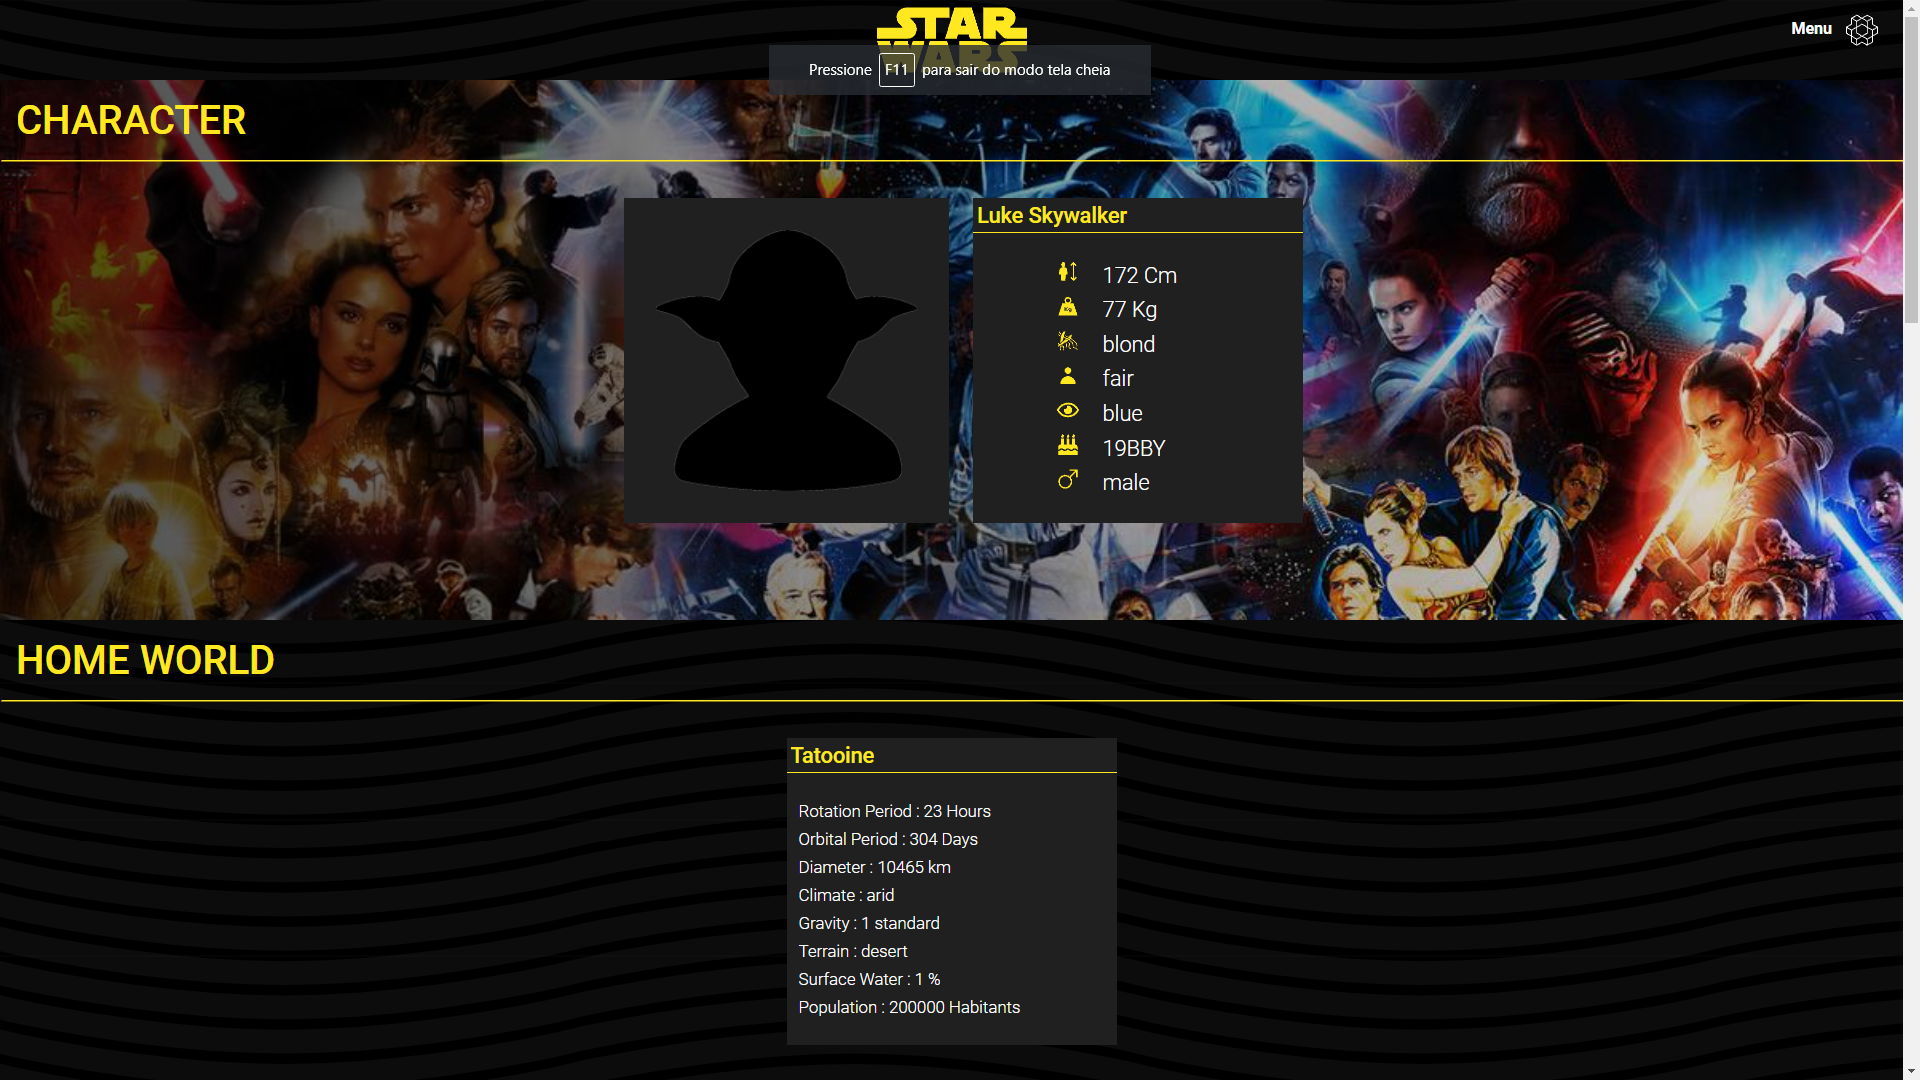 STAR
WARS
Menu
Pressione F11 para sair do modo tela cheia
CHARACTER
Luke Skywalker
172 Cm
Kg
77 Kg
blond
fair
blue
19BBY
male
HOME WORLD
Tatooine
Rotation Period : 23 Hours
Orbital Period : 304 Days
Diameter : 10465 km
Climate : arid
Gravity : 1 standard
Terrain : desert
Surface Water : 1 %
Population : 200000 Habitants